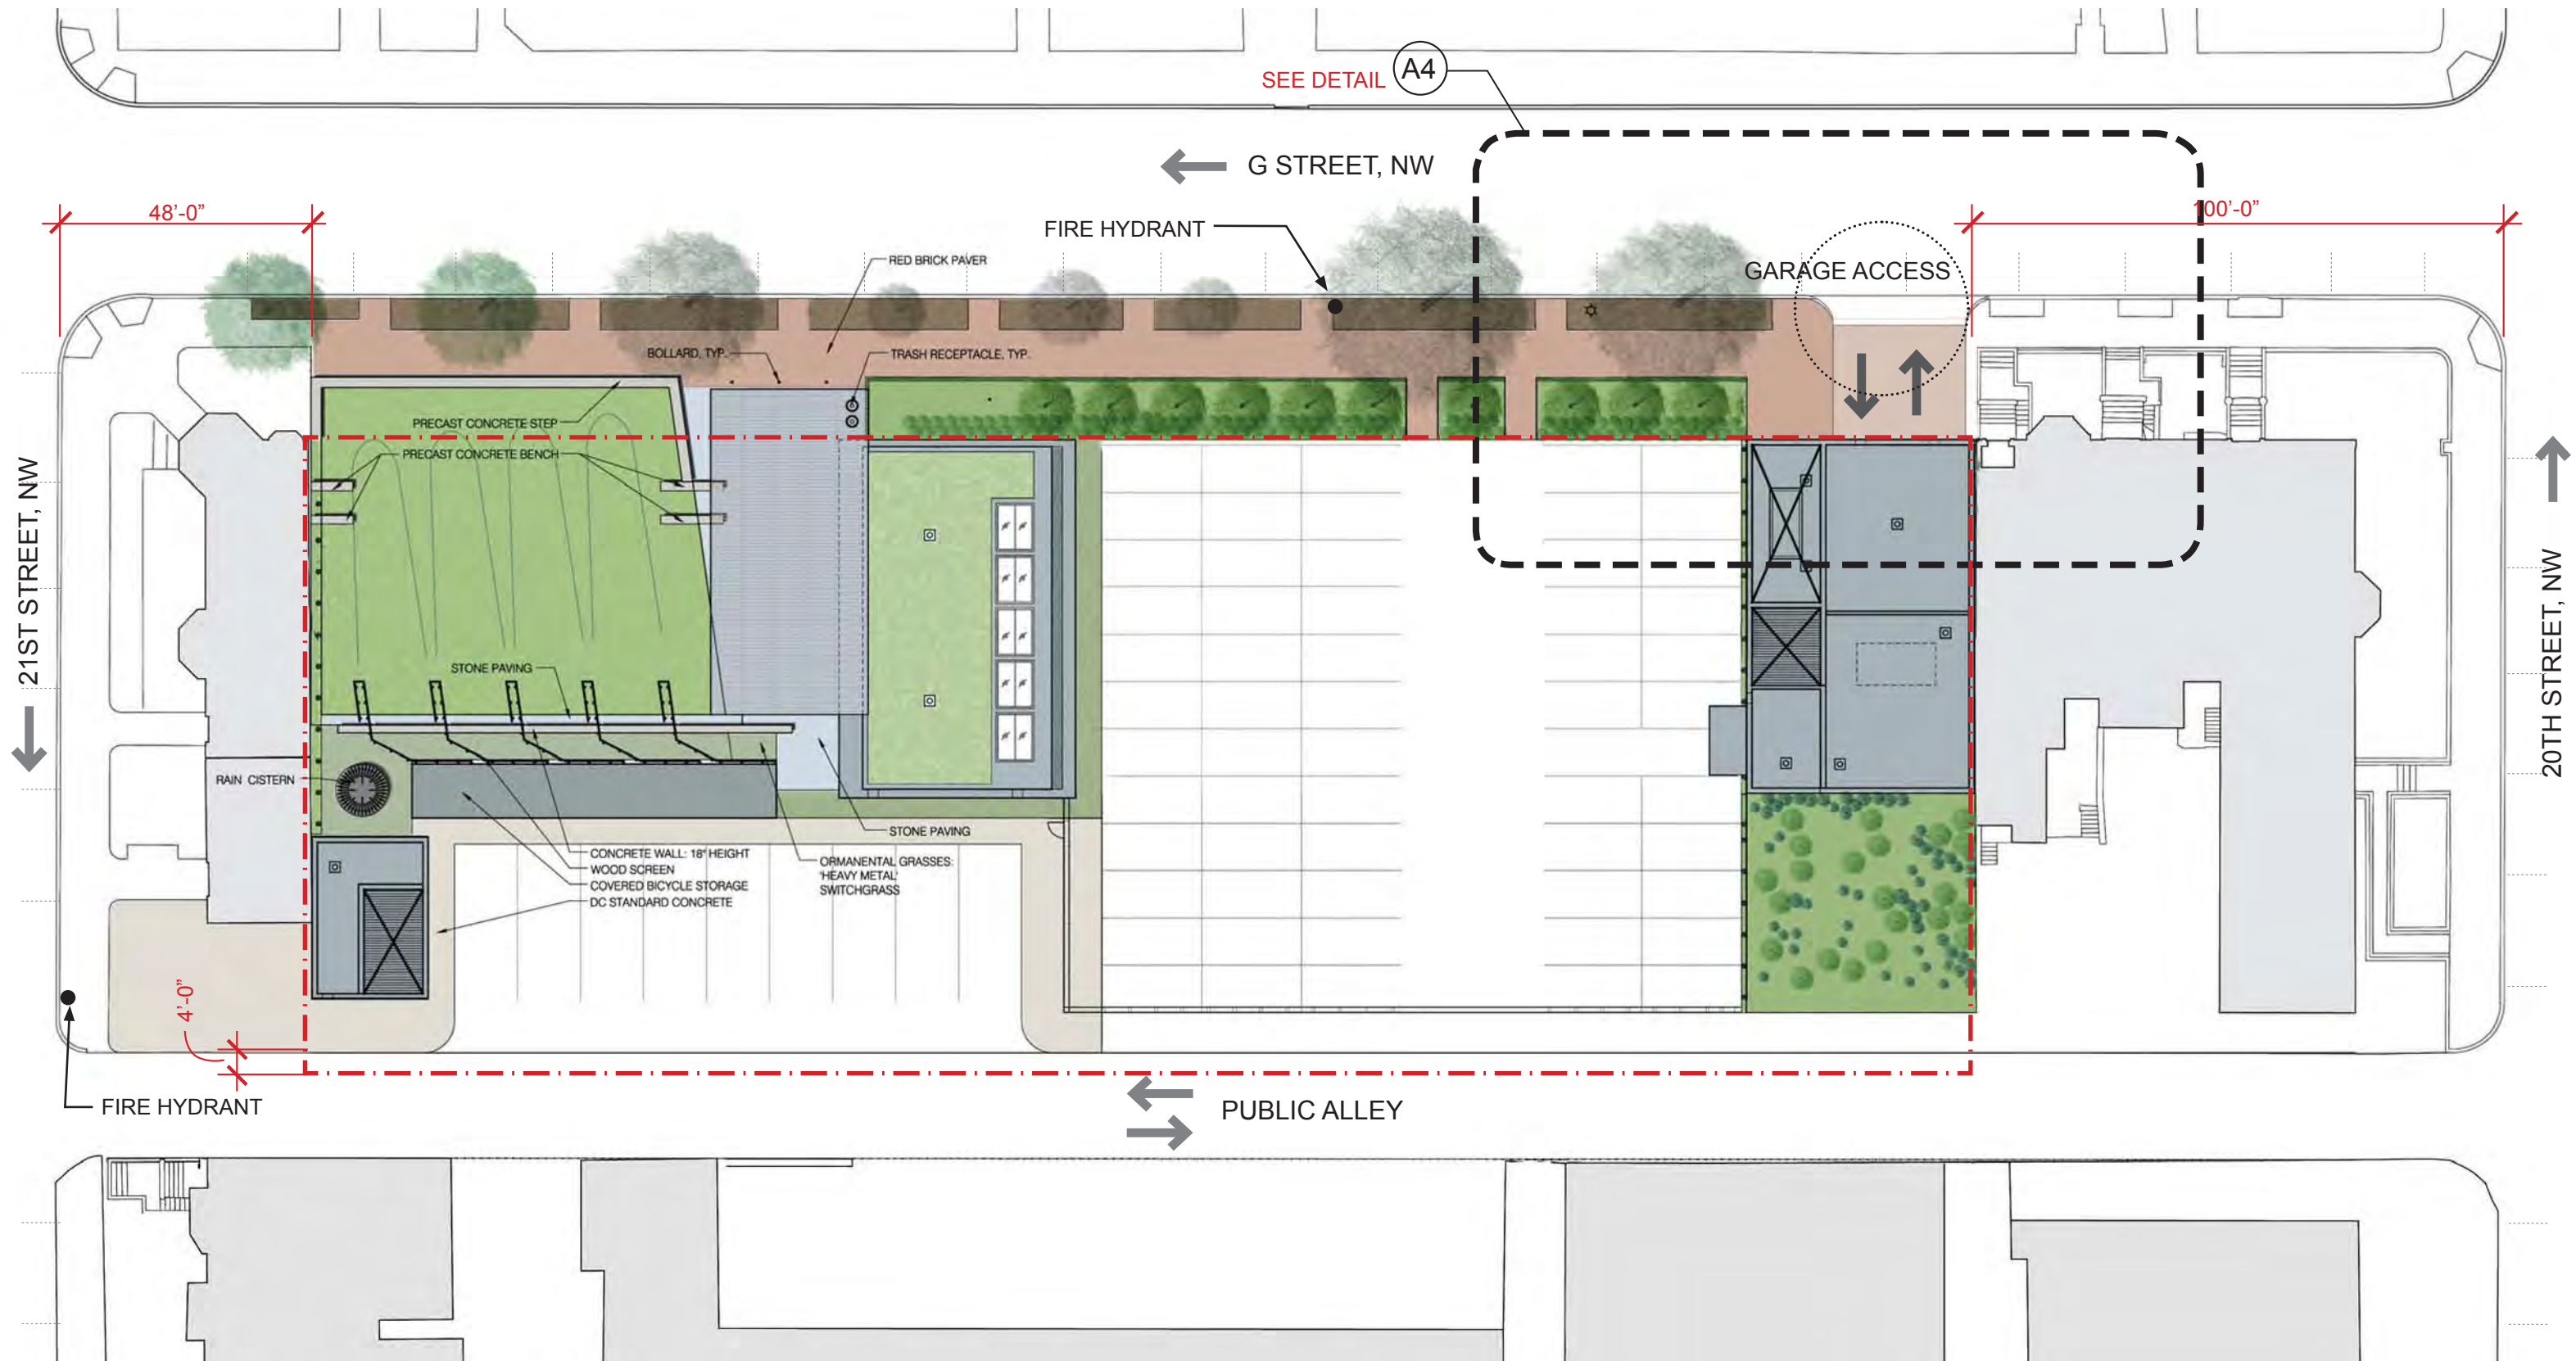 SEE DETAIL A4
G STREET, NW
48’-0”
100’-0”
FIRE HYDRANT
RED BRICK PAVER
GARAGE ACCESS
BOLLARD, TYP.
TRASH RECEPTACLE, TYP.
PRECAST CONCRETE STEP
PRECAST CONCRETE BENCH
21ST STREET, NW
20TH STREET, NW
STONE PAVING
RAIN CISTERN
STONE PAVING
CONCRETE WALL: 18" HEIGHT
WOOD SCREEN
COVERED BICYCLE STORAGE
DC STANDARD CONCRETE
ORMANENTAL GRASSES:
'HEAVY METAL'
SWITCHGRASS
4’-0”
FIRE HYDRANT
PUBLIC ALLEY